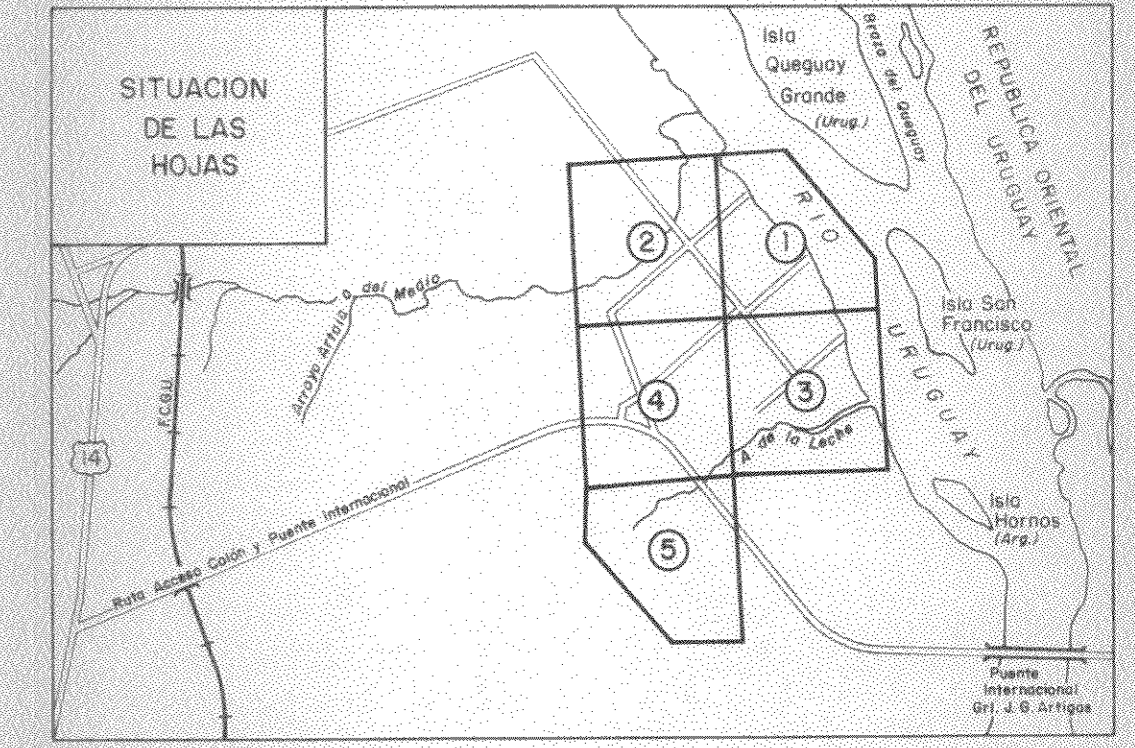 SITUACION
DE LAS
HOJAS
Isla
Queguay
Grande
(Urug.)
Brazo del Queguay
REPUBLICA ORIENTAL
DEL URUGUAY
RIO
URUGUAY
2
1
Isla San
Francisco
(Urug.)
Arroyo Artalaz
o del Medio
F.C.G.U.
14
4
3
A de la Leche
Ruta Acceso Colón y Puente Internacional
5
Isla
Hornos
(Arg.)
Puente
Internacional
Grl. J. G. Artigas